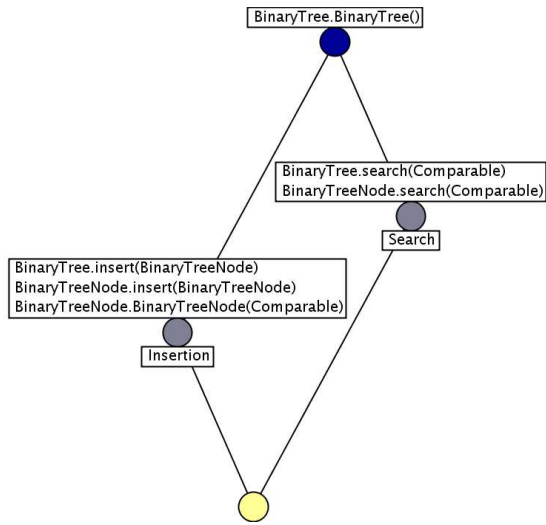 BinaryTree.BinaryTree()
BinaryTree.search(Comparable)
BinaryTreeNode.search(Comparable)
Search
BinaryTree.insert(BinaryTreeNode)
BinaryTreeNode.insert(BinaryTreeNode)
BinaryTreeNode.BinaryTreeNode(Comparable)
Insertion